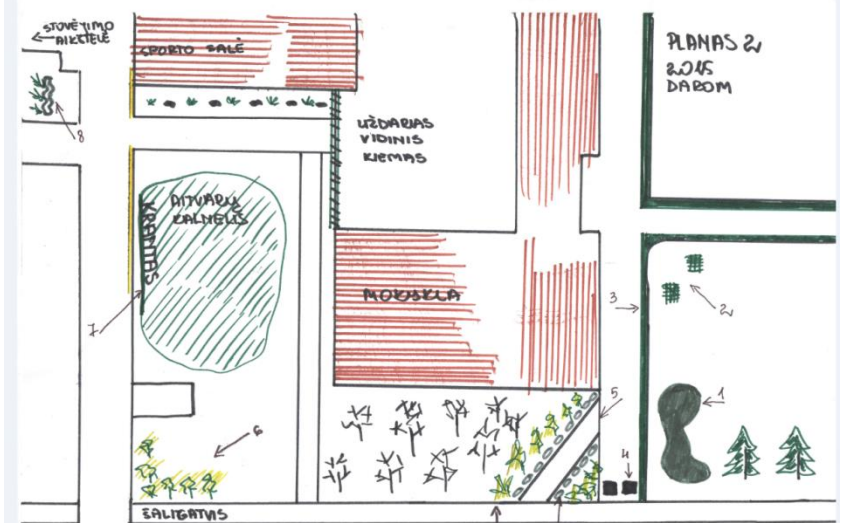 STOVĖJIMO
AIKŠTELĖ
SPORTO SALĖ
PLANAS 2
2015
DAROM
UŽDARAS
VIDINIS
KIEMAS
8
AITVARŲ
KALNELIS
KRANTAS
MOKYKLA
3
2
7
5
1
6
4
ŠALIGATVIS